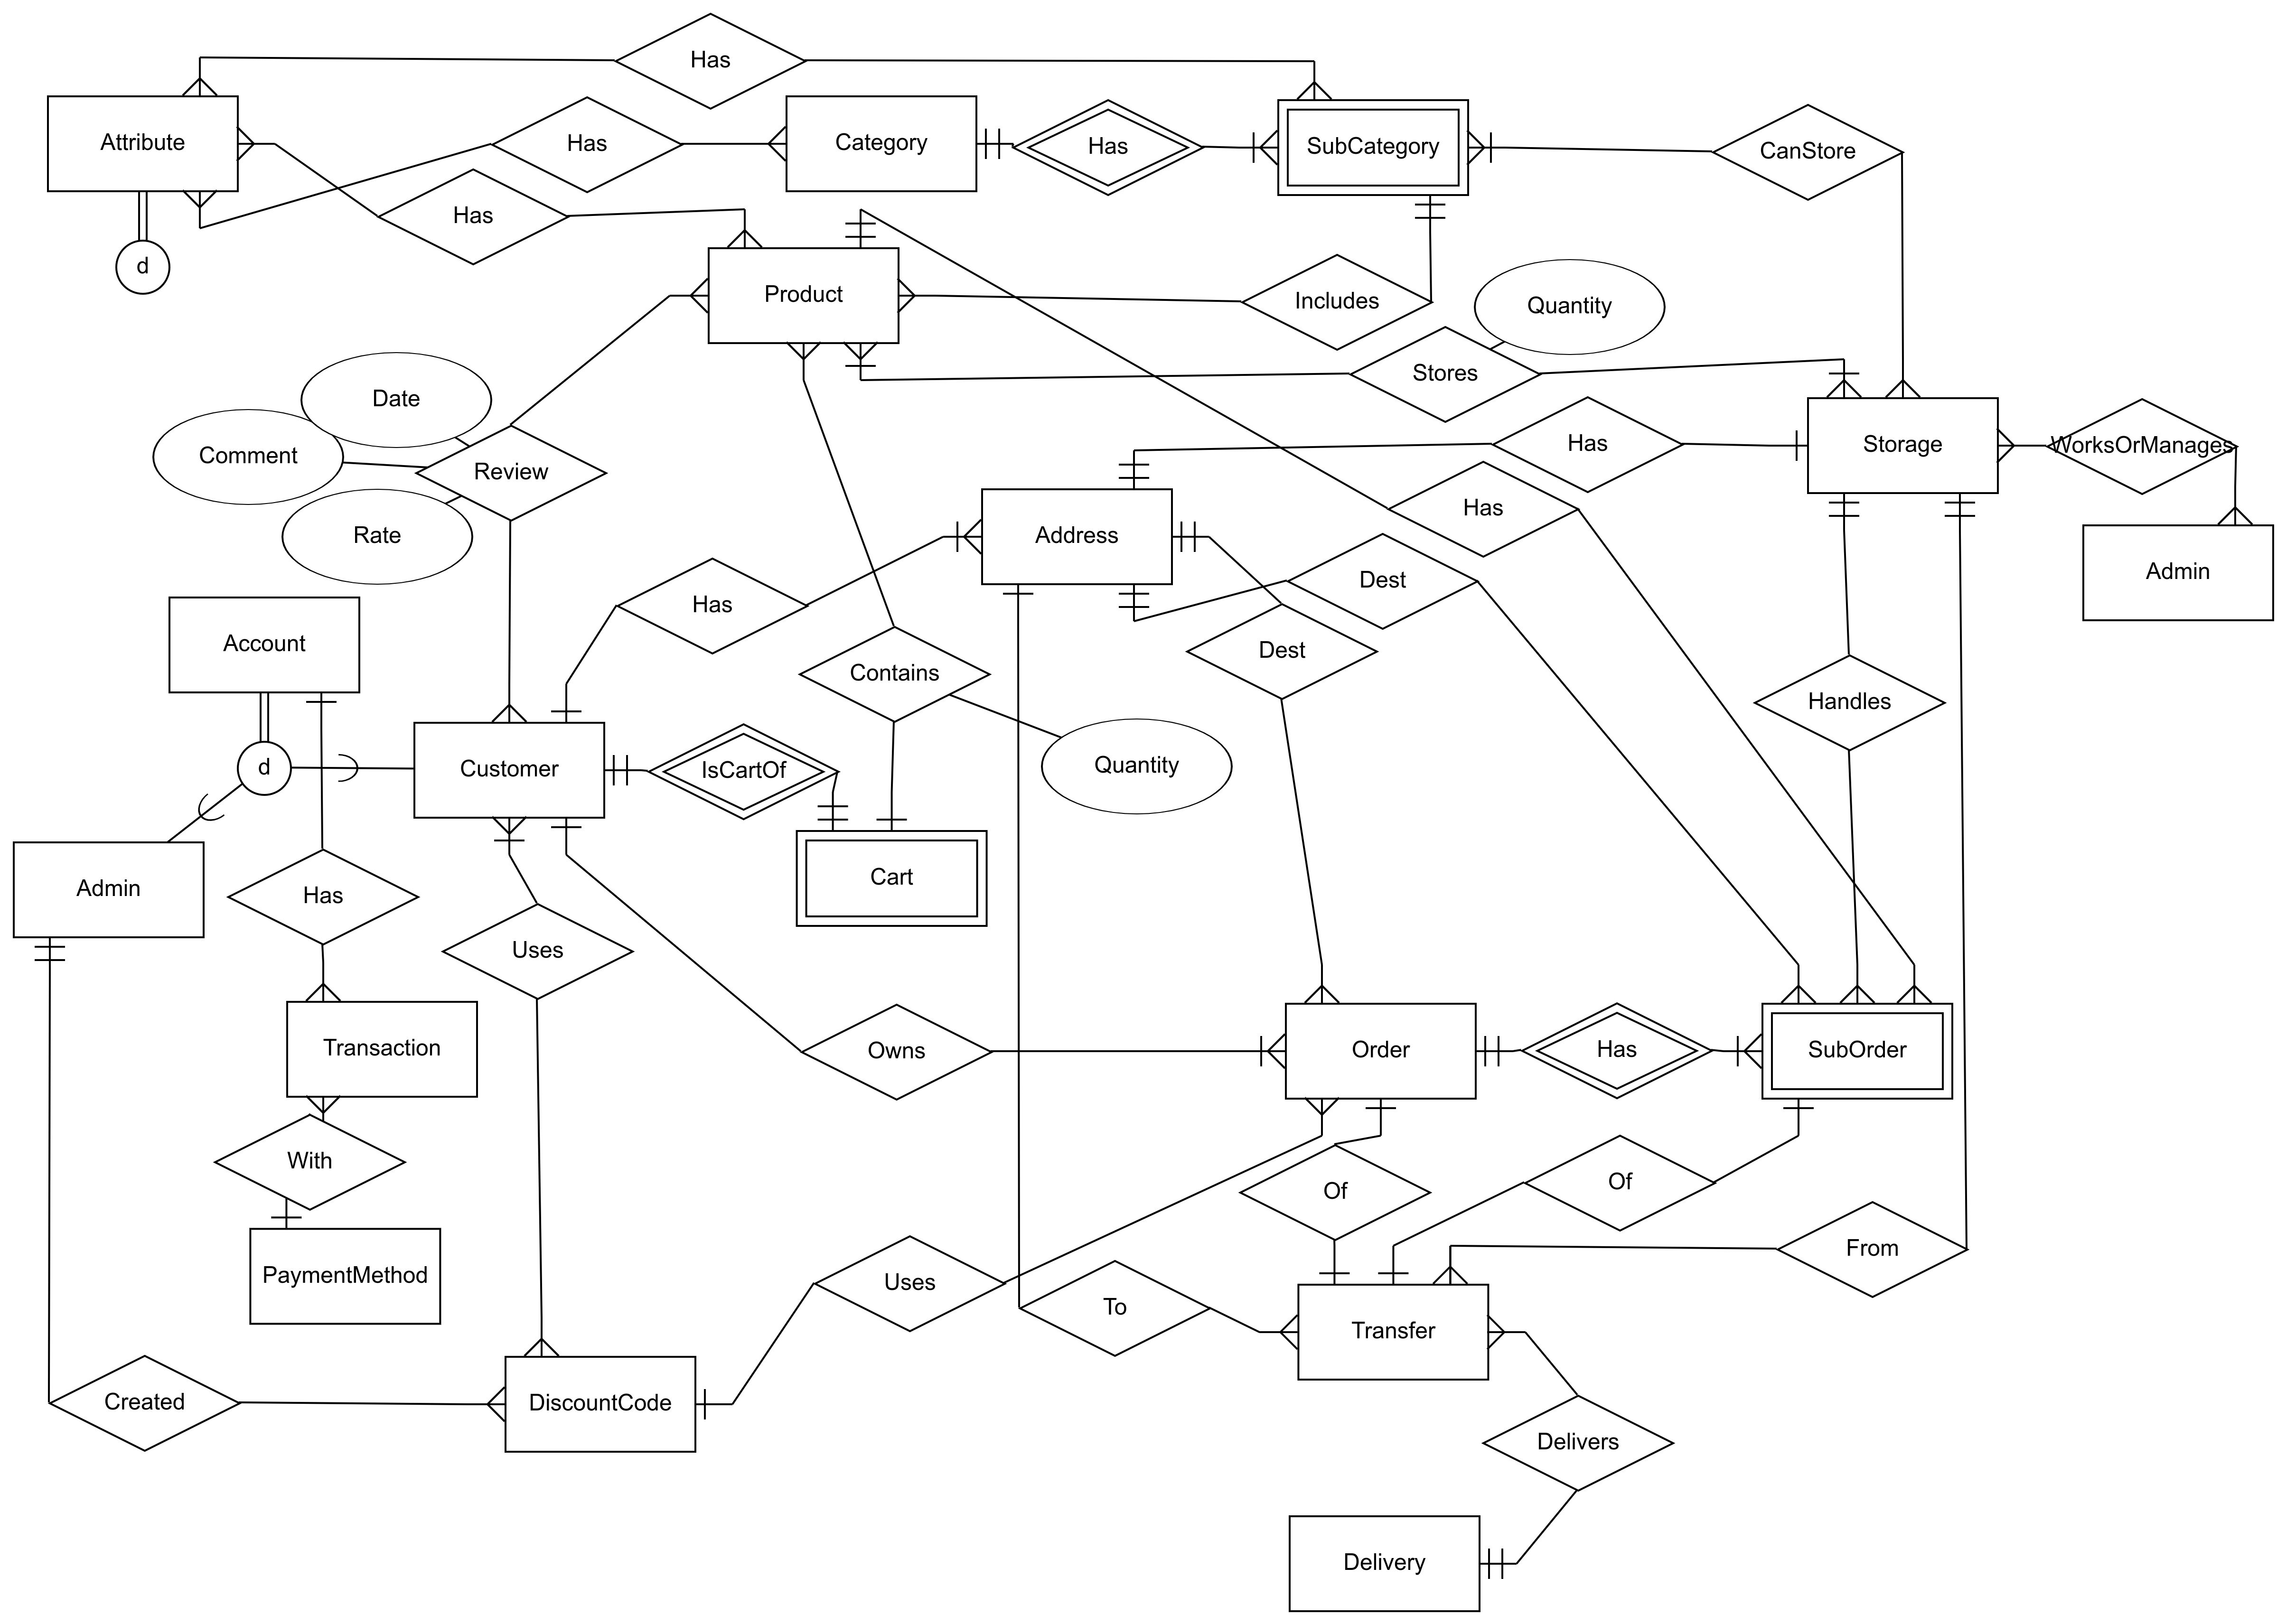 Has
Attribute
Has
Category
Has
SubCategory
CanStore
Has
d
Product
Includes
Quantity
Stores
Date
Comment
Review
Rate
Has
Storage
WorksOrManages
Has
Address
Dest
Admin
Has
Account
Dest
Contains
Handles
d
Customer
IsCartOf
Quantity
Admin
Has
Cart
Uses
Transaction
Owns
Order
Has
SubOrder
With
Of
Of
PaymentMethod
Uses
To
From
Transfer
Created
DiscountCode
Delivers
Delivery